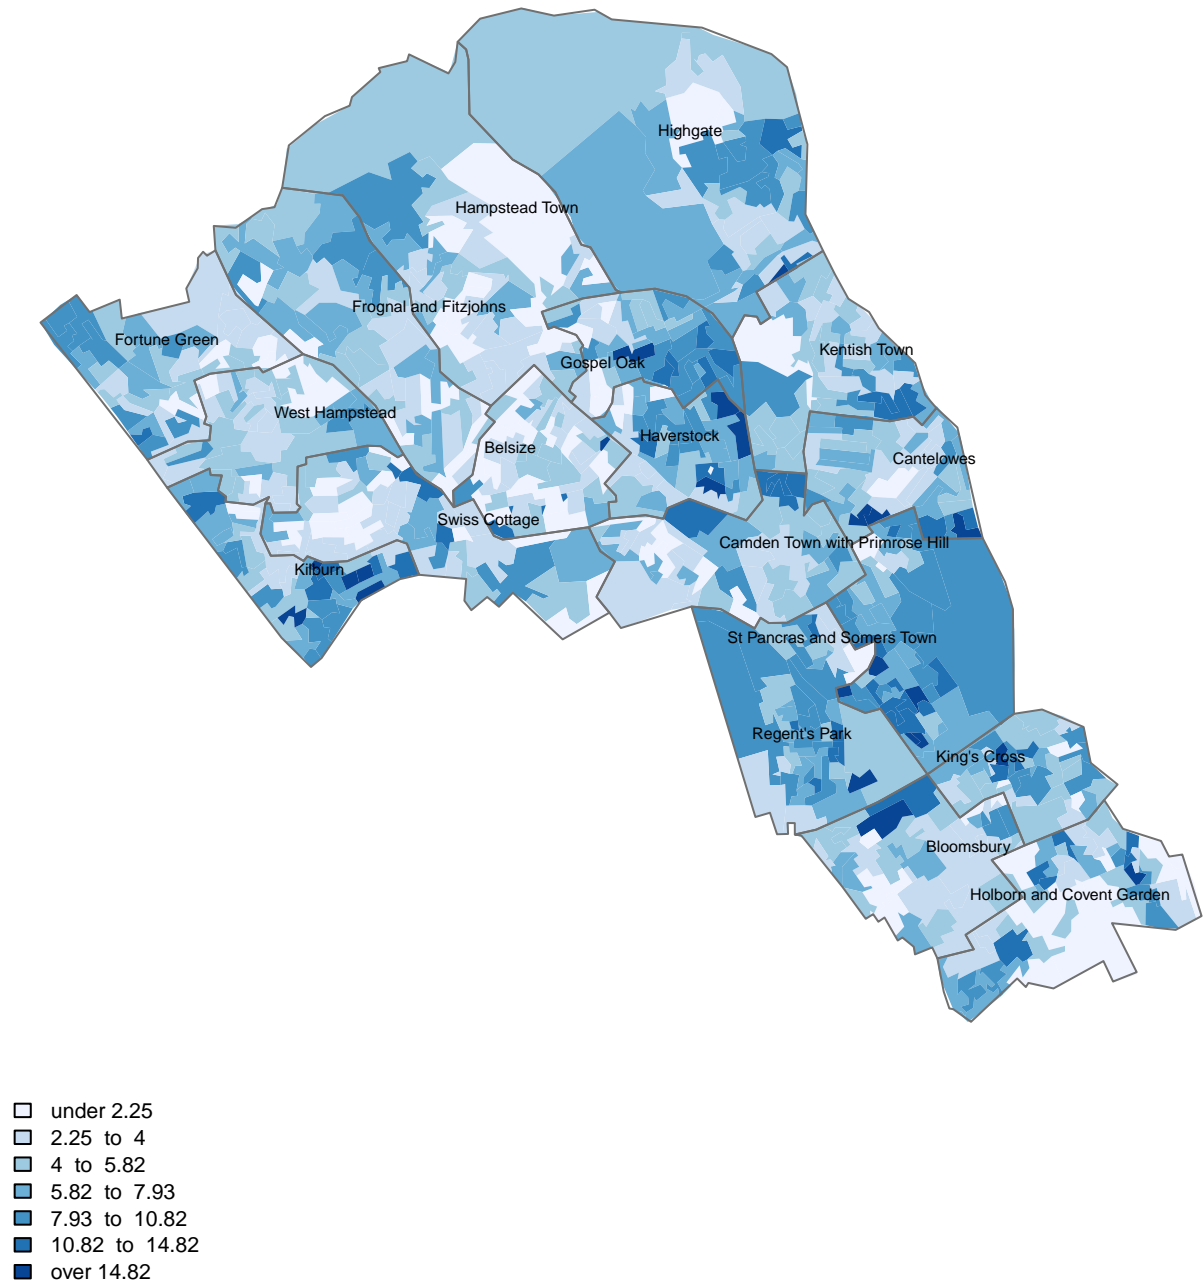 Highgate
Hampstead Town
Frognal and Fitzjohns
Fortune Green
Kentish Town
Gospel Oak
West Hampstead
Haverstock
Belsize
Cantelowes
Swiss Cottage
Camden Town with Primrose Hill
Kilburn
St Pancras and Somers Town
Regent's Park
King's Cross
Bloomsbury
Holborn and Covent Garden
under 2.25
2.25 to 4
4 to 5.82
5.82 to 7.93
7.93 to 10.82
10.82 to 14.82
over 14.82